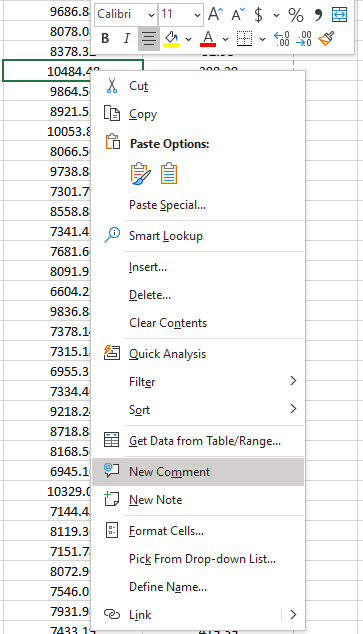 Calibri 11 A A $ % ,
B I A .00 .0
9686.8
8078.0
8378.3
10484.4
9864.5
Cut
8921.5
Copy
10053.8
Paste Options:
8066.5
9738.8
7301.7
Paste Special...
8558.8
Smart Lookup
7341.4
7681.6
Insert...
8091.9
Delete...
6604.2
Clear Contents
9836.8
7378.1
Quick Analysis
7315.1
Filter
6955.3
Sort
7334.4
9218.2
Get Data from Table/Range...
8718.8
8168.5
New Comment
6945.1
New Note
10329.0
7144.4
Format Cells...
8119.3
Pick From Drop-down List...
7151.7
8072.9
Define Name...
7546.0
Link
7931.9
7433.19 419.39